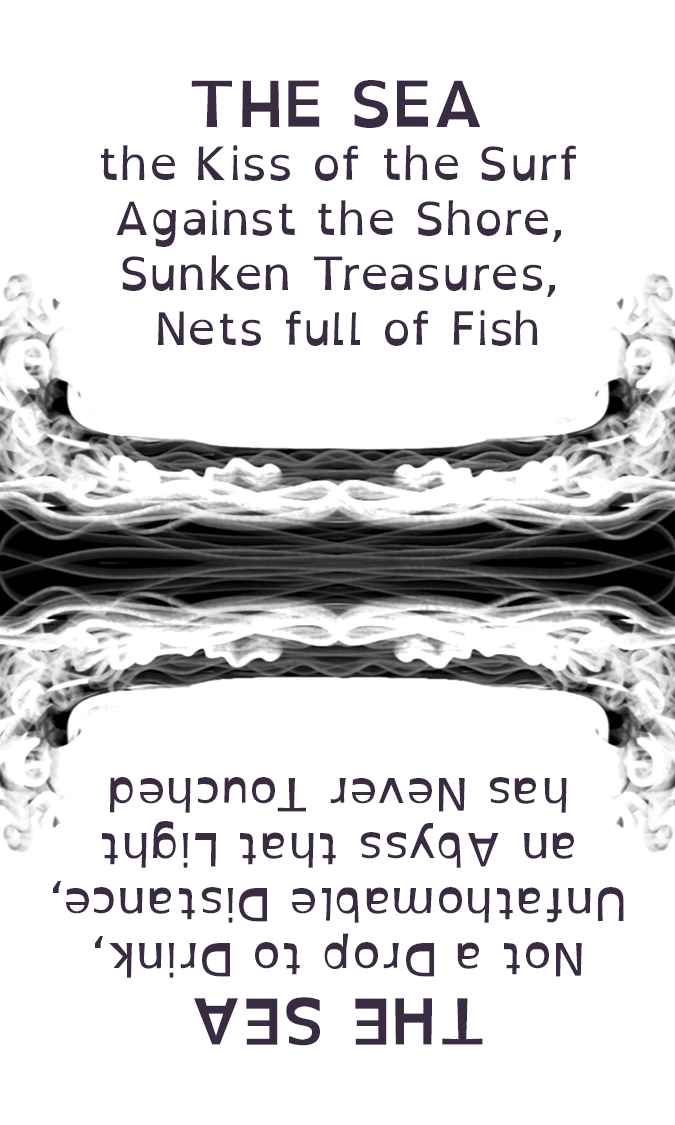 THE SEA
the Kiss of the Surf
Against the Shore,
Sunken Treasures,
Nets full of Fish
THE SEA
Not a Drop to Drink,
Unfathomable Distance,
an Abyss that Light
has Never Touched